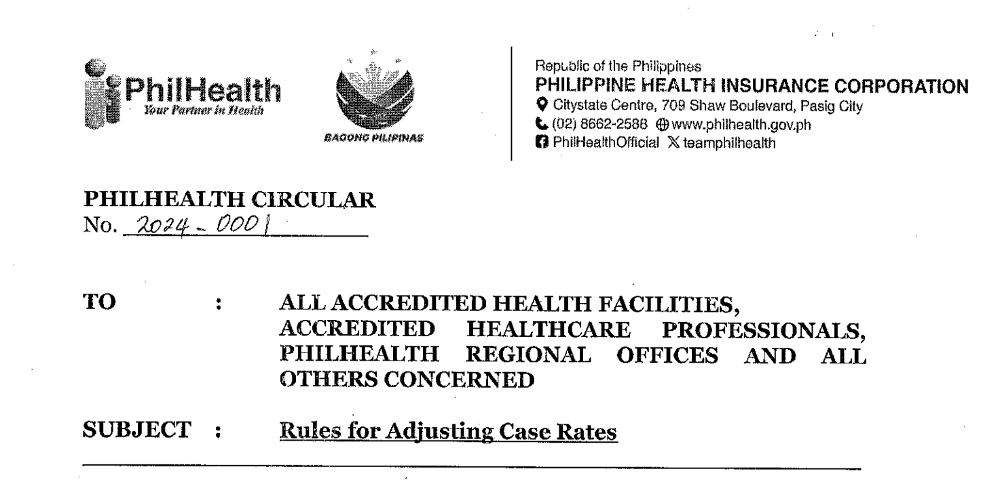 PhilHealth
Your Partner in Health
BAGONG PILIPINAS
Republic of the Philippines
PHILIPPINE HEALTH INSURANCE CORPORATION
Citystate Centre, 709 Shaw Boulevard, Pasig City
(02) 8662-2588 www.philhealth.gov.ph
PhilHealthOfficial X teamphilhealth
PHILHEALTH CIRCULAR
No. 2024-0001
TO : ALL ACCREDITED HEALTH FACILITIES,
ACCREDITED HEALTHCARE PROFESSIONALS,
PHILHEALTH REGIONAL OFFICES AND ALL
OTHERS CONCERNED
SUBJECT : Rules for Adjusting Case Rates